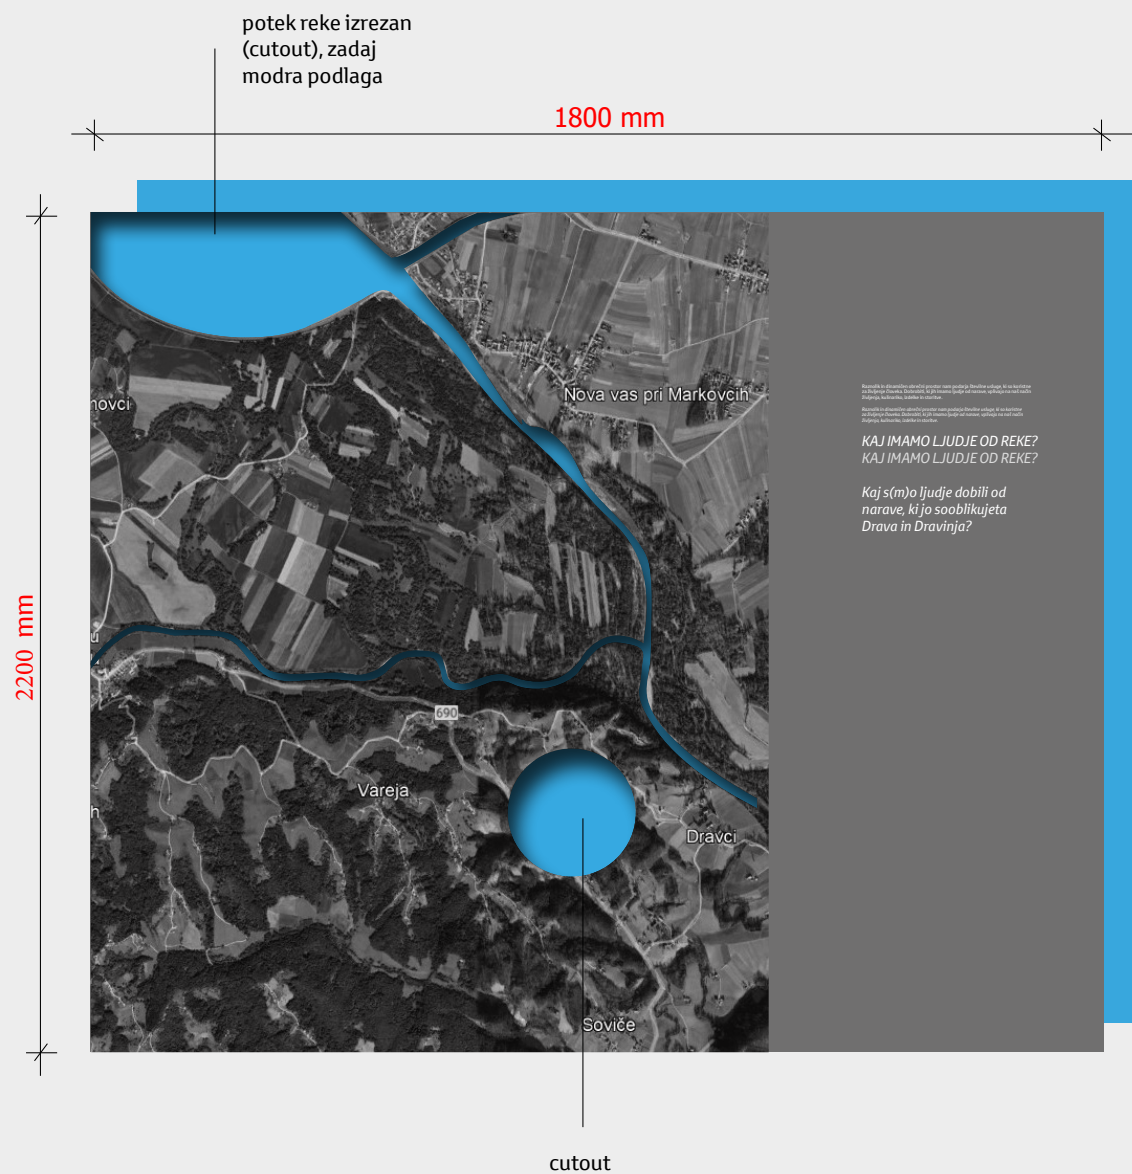 potek reke izrezan
(cutout), zadaj
modra podlaga
1800 mm
2200 mm
Nova vas pri Markovcih
novci
690
Vareja
h
Dravci
Soviče
KAJ IMAMO LJUDJE OD REKE?
KAJ IMAMO LJUDJE OD REKE?
Kaj s(m)o ljudje dobili od
narave, ki jo sooblikujeta
Drava in Dravinja?
cutout